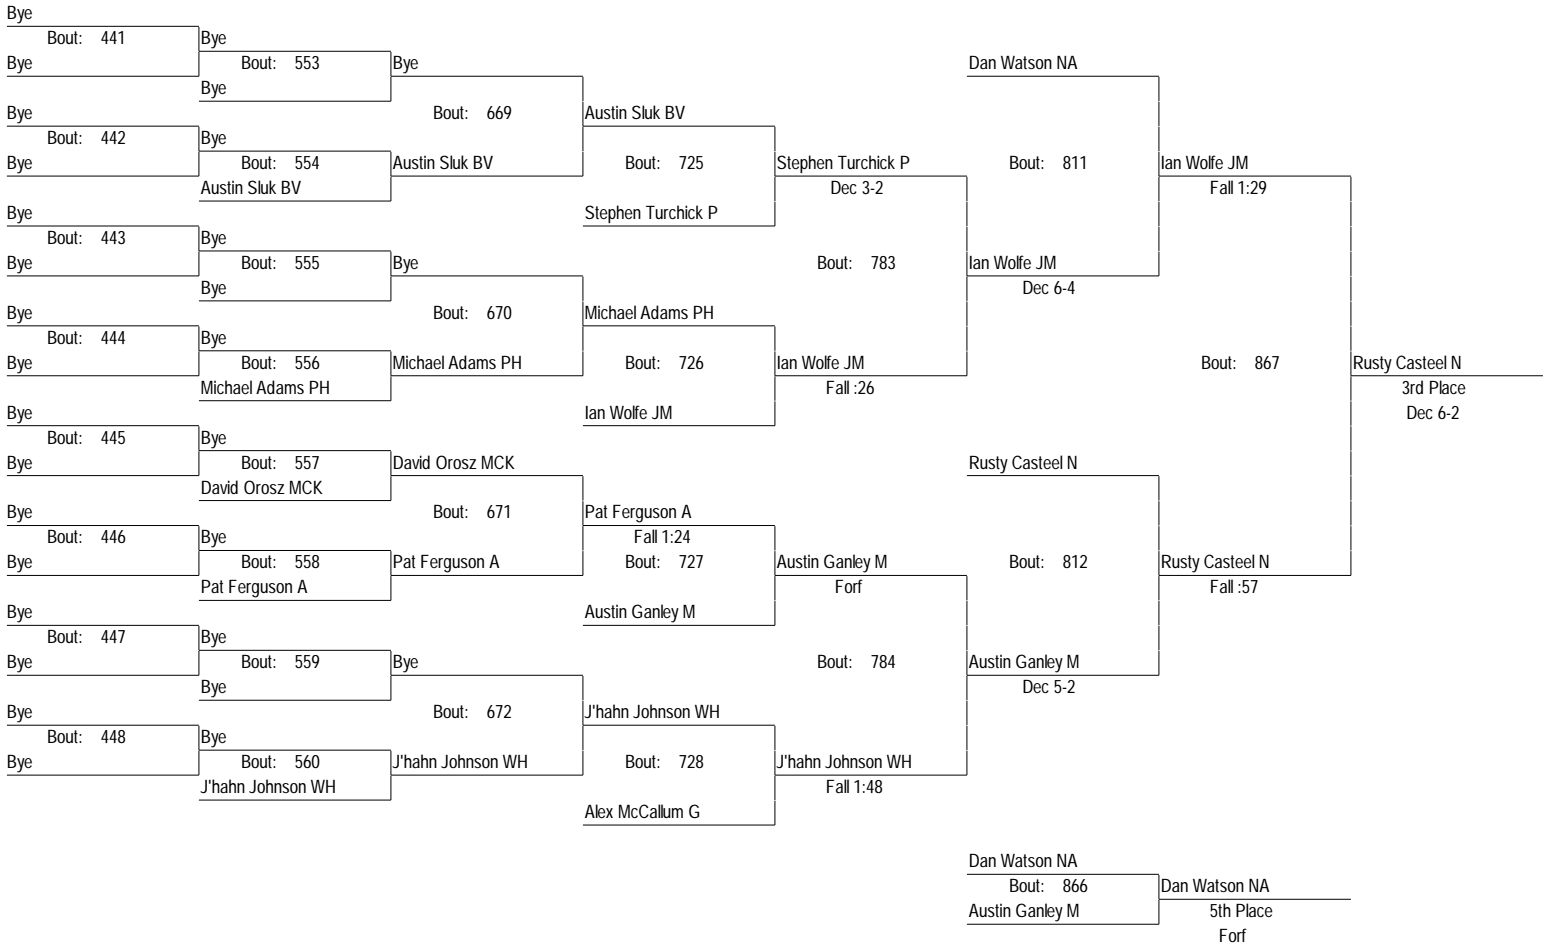 Bye
Bout: 441
Bye
Bye
Bout: 553
Bye
Bye
Dan Watson NA
Bye
Bout: 442
Bye
Bye
Bout: 554
Austin Sluk BV
Bout: 669
Austin Sluk BV
Austin Sluk BV
Bout: 725
Stephen Turchick P
Stephen Turchick P
Dec 3-2
Bout: 811
Ian Wolfe JM
Fall 1:29
Bye
Bout: 443
Bye
Bye
Bout: 555
Bye
Bye
Bout: 783
Ian Wolfe JM
Dec 6-4
Bye
Bout: 444
Bye
Bye
Bout: 556
Michael Adams PH
Bout: 670
Michael Adams PH
Michael Adams PH
Bout: 726
Ian Wolfe JM
Ian Wolfe JM
Fall :26
Bout: 867
Rusty Casteel N
3rd Place
Dec 6-2
Bye
Bout: 445
Bye
Bye
Bout: 557
David Orosz MCK
David Orosz MCK
Rusty Casteel N
Bye
Bout: 446
Bye
Bye
Bout: 558
Pat Ferguson A
Bout: 671
Pat Ferguson A
Pat Ferguson A
Fall 1:24
Bout: 727
Austin Ganley M
Austin Ganley M
Forf
Bout: 812
Rusty Casteel N
Fall :57
Bye
Bout: 447
Bye
Bye
Bout: 559
Bye
Bye
Bout: 784
Austin Ganley M
Dec 5-2
Bye
Bout: 448
Bye
Bye
Bout: 560
J'hahn Johnson WH
Bout: 672
J'hahn Johnson WH
J'hahn Johnson WH
Bout: 728
Alex McCallum G
J'hahn Johnson WH
Fall 1:48
Dan Watson NA
Bout: 866
Austin Ganley M
Dan Watson NA
5th Place
Forf